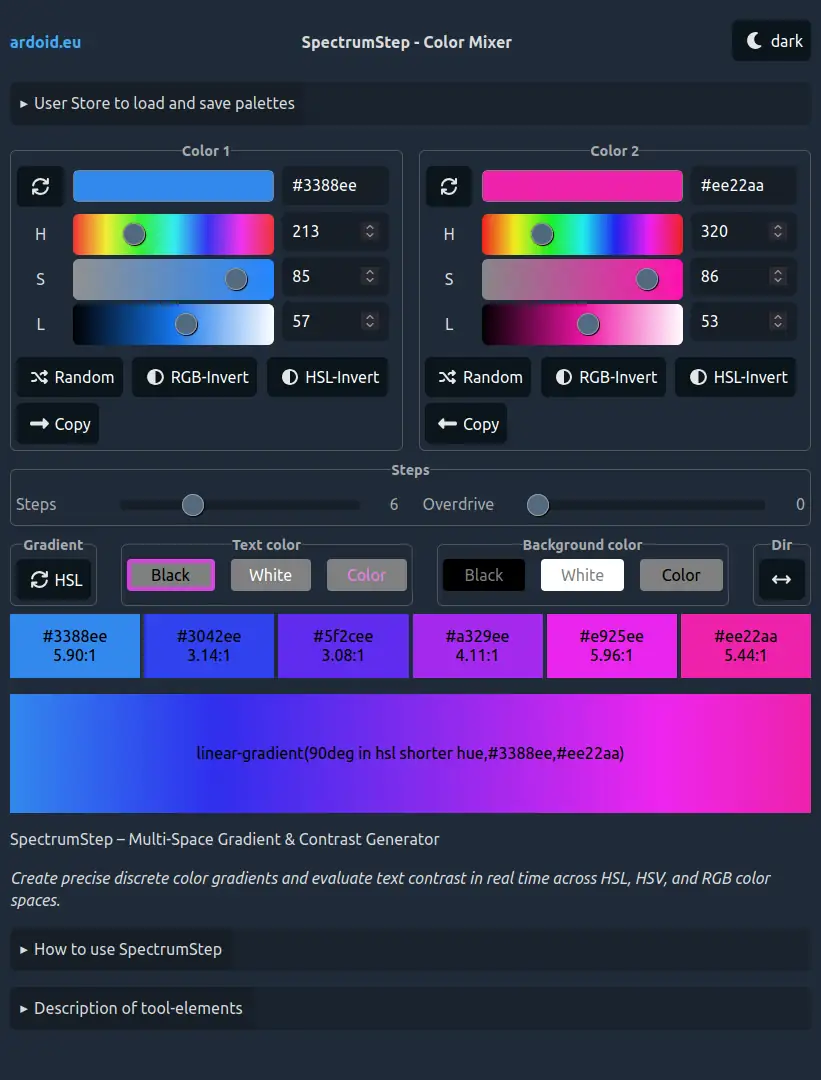 ardoid.eu
SpectrumStep - Color Mixer
dark
▸ User Store to load and save palettes
Color 1
#3388ee
H 213
S 85
L 57
Random RGB-Invert HSL-Invert
Copy
Color 2
#ee22aa
H 320
S 86
L 53
Random RGB-Invert HSL-Invert
Copy
Steps
Steps 6 Overdrive 0
Gradient
HSL
Text color
Black White Color
Background color
Black White Color
Dir
#3388ee #3042ee #5f2cee #a329ee #e925ee #ee22aa
5.90:1 3.14:1 3.08:1 4.11:1 5.96:1 5.44:1
linear-gradient(90deg in hsl shorter hue,#3388ee,#ee22aa)
SpectrumStep – Multi-Space Gradient & Contrast Generator
Create precise discrete color gradients and evaluate text contrast in real time across HSL, HSV, and RGB color
spaces.
▸ How to use SpectrumStep
▸ Description of tool-elements